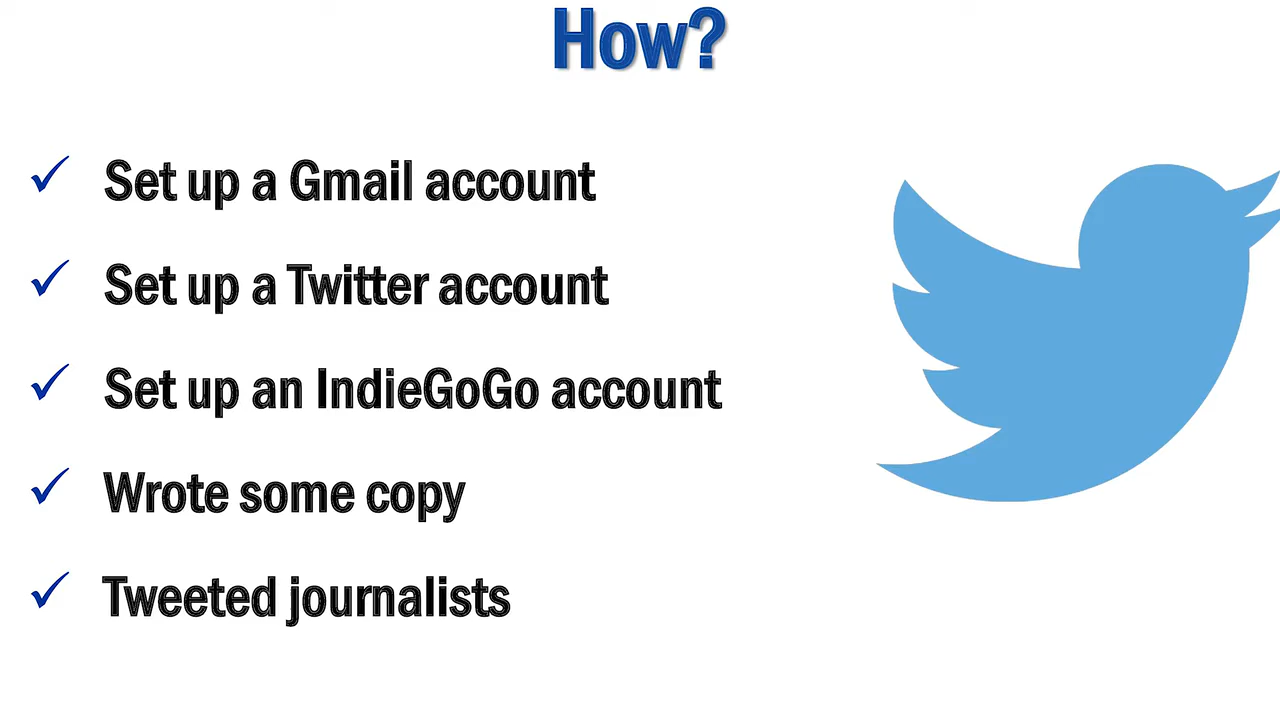 How?
✓ Set up a Gmail account
✓ Set up a Twitter account
✓ Set up an IndieGoGo account
✓ Wrote some copy
✓ Tweeted journalists